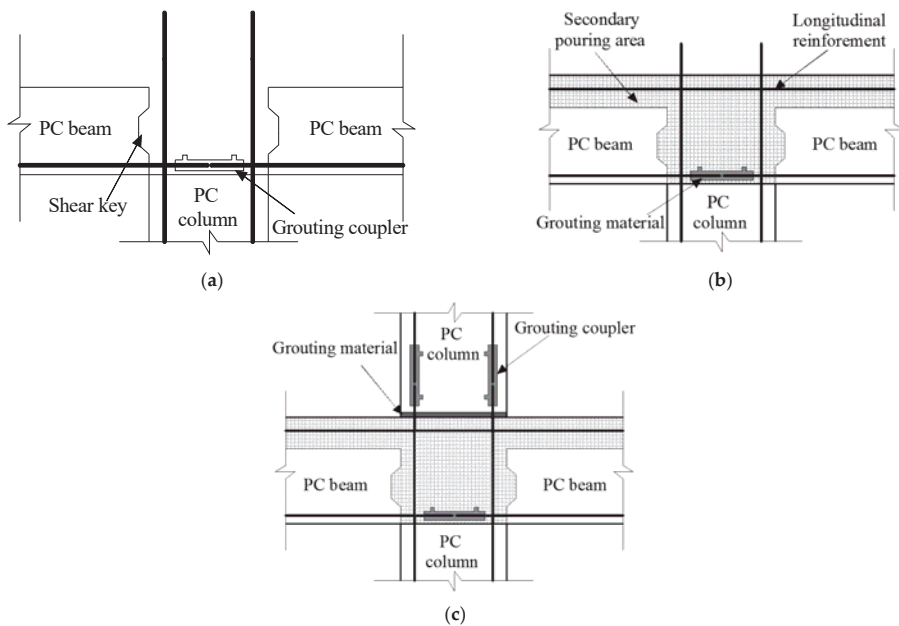 PC beam
PC beam
Shear key
PC
column
Grouting coupler
(a)
Secondary
pouring area
Longitudinal
reinforement
PC beam
PC beam
Grouting material
PC
column
(b)
Grouting material
PC
column
Grouting coupler
PC beam
PC beam
PC
column
(c)